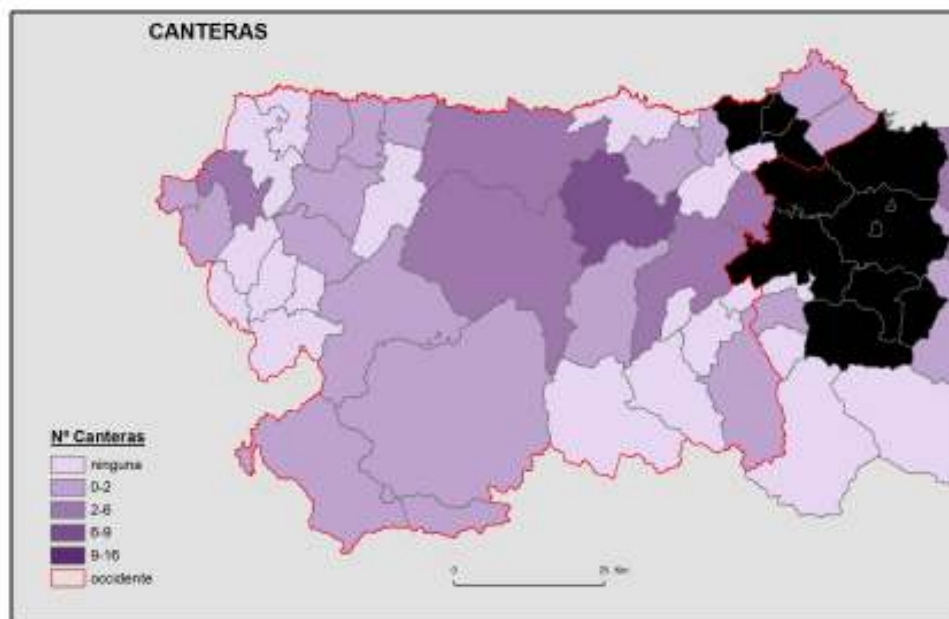 CANTERAS
Nº Canteras
ninguna
0-2
2-6
6-9
9-16
occidente
0 25 Km